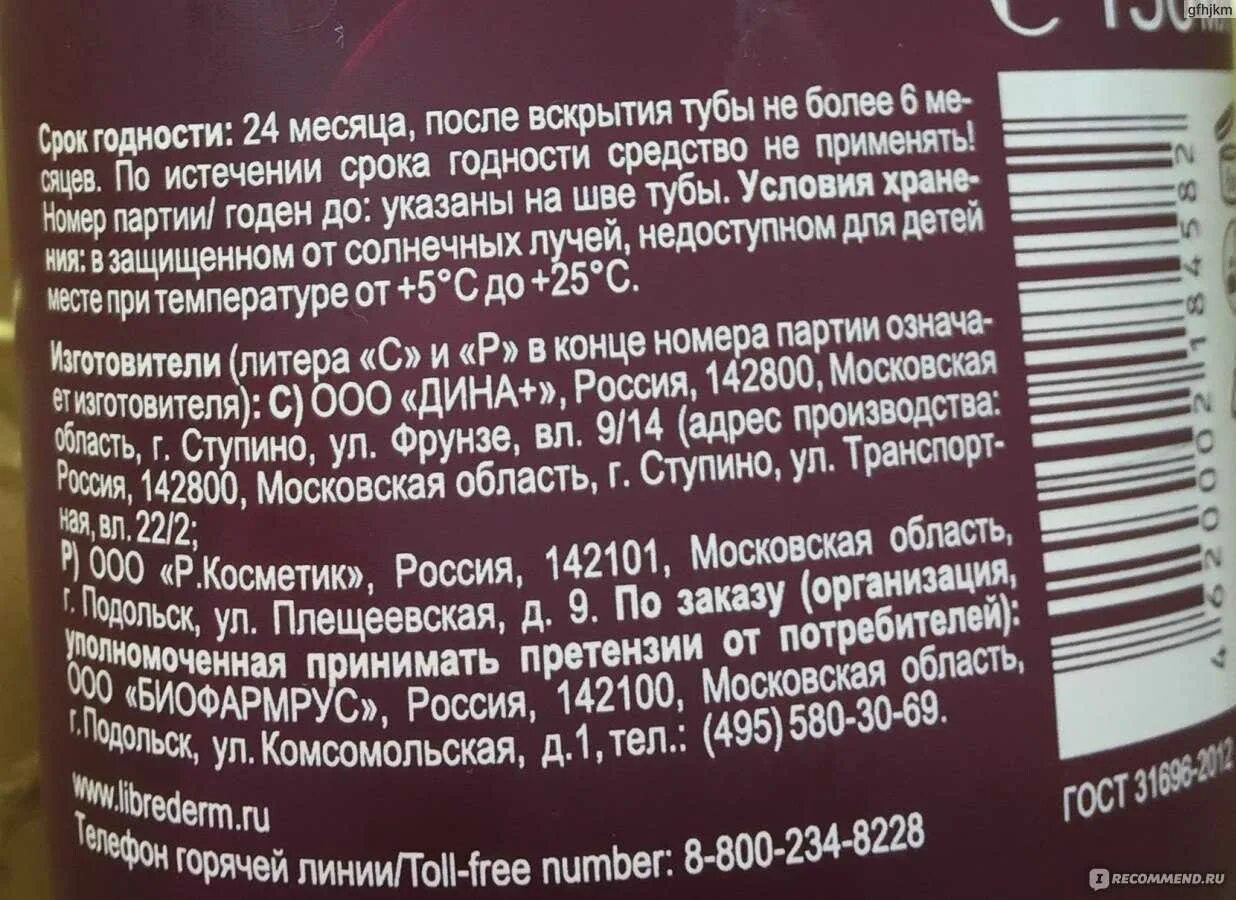 gfhjkm
150 мл
Срок годности: 24 месяца, после вскрытия тубы не более 6 ме-
сяцев. По истечении срока годности средство не применять!
Номер партии/ годен до: указаны на шве тубы. Условия хране-
ния: в защищенном от солнечных лучей, недоступном для детей
месте при температуре от +5°C до +25°C.
Изготовители (литера «С» и «Р» в конце номера партии означа-
ет изготовителя): С) ООО «ДИНА+», Россия, 142800, Московская
область, г. Ступино, ул. Фрунзе, вл. 9/14 (адрес производства:
Россия, 142800, Московская область, г. Ступино, ул. Транспорт-
ная, вл. 22/2;
Р) ООО «Р.Косметик», Россия, 142101, Московская область,
г. Подольск, ул. Плещеевская, д. 9. По заказу (организация,
уполномоченная принимать претензии от потребителей):
ООО «БИОФАРМРУС», Россия, 142100, Московская область,
г.Подольск, ул. Комсомольская, д.1, тел.: (495) 580-30-69.
www.librederm.ru
Телефон горячей линии/Toll-free number: 8-800-234-8228
4 620002 184582
ГОСТ 31696-2012
IRECOMMEND.RU